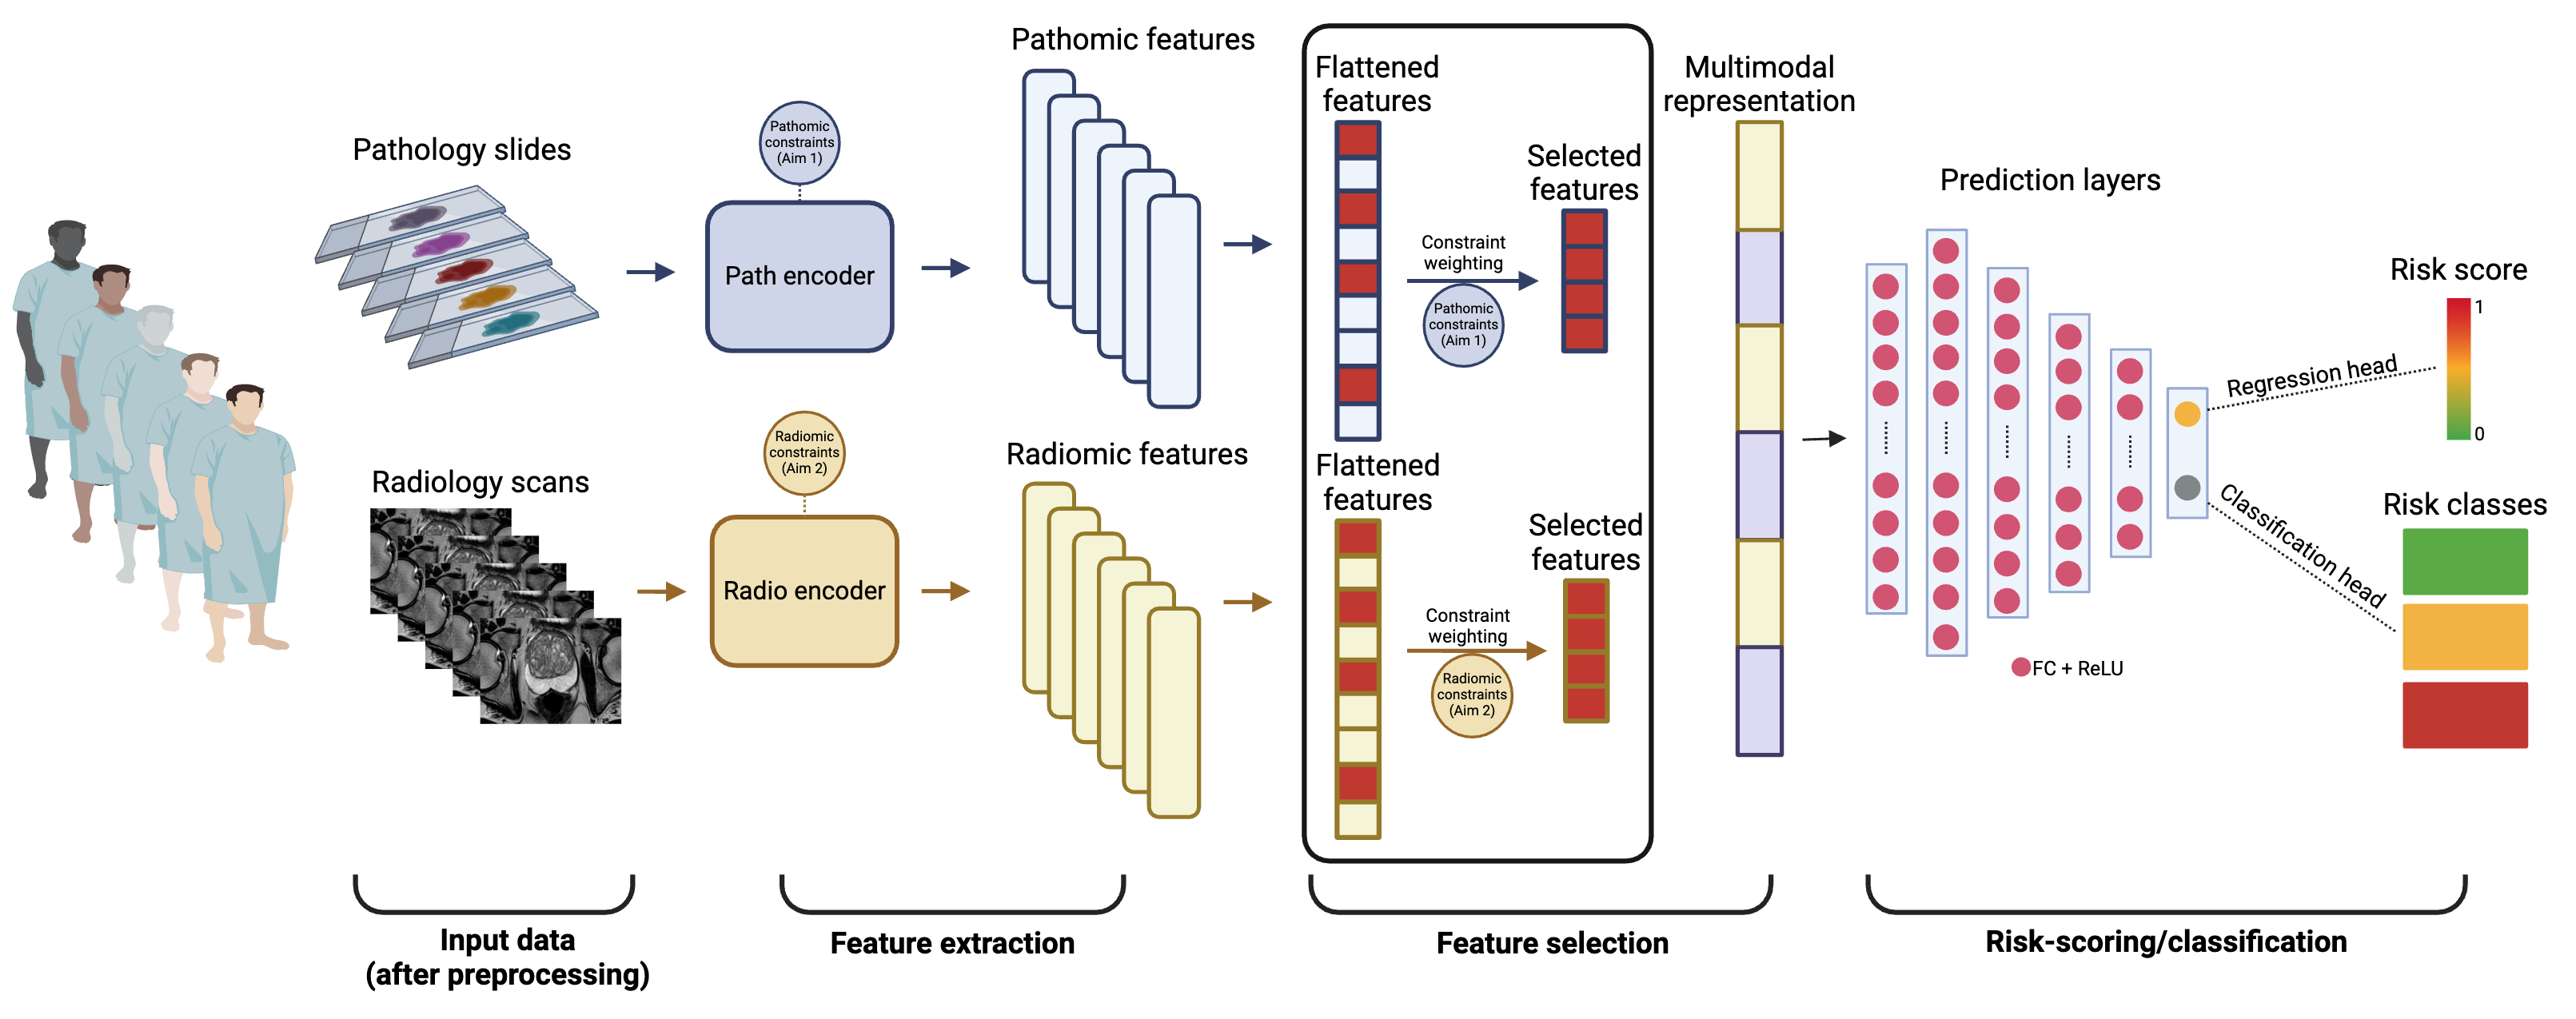 Pathology slides
Radiology scans
Pathomic
constraints
(Aim 1)
Path encoder
Radiomic
constraints
(Aim 2)
Radio encoder
Pathomic features
Radiomic features
Flattened
features
Constraint
weighting
Pathomic
constraints
(Aim 1)
Selected
features
Flattened
features
Constraint
weighting
Radiomic
constraints
(Aim 2)
Selected
features
Multimodal
representation
Prediction layers
FC + ReLU
Regression head
Classification head
Risk score
1
0
Risk classes
Input data
(after preprocessing)
Feature extraction
Feature selection
Risk-scoring/classification